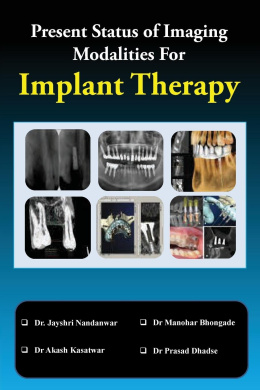 Present Status of Imaging
Modalities For
Implant Therapy
❑ Dr. Jayshri Nandanwar
❑ Dr Manohar Bhongade
❑ Dr Akash Kasatwar
❑ Dr Prasad Dhadse